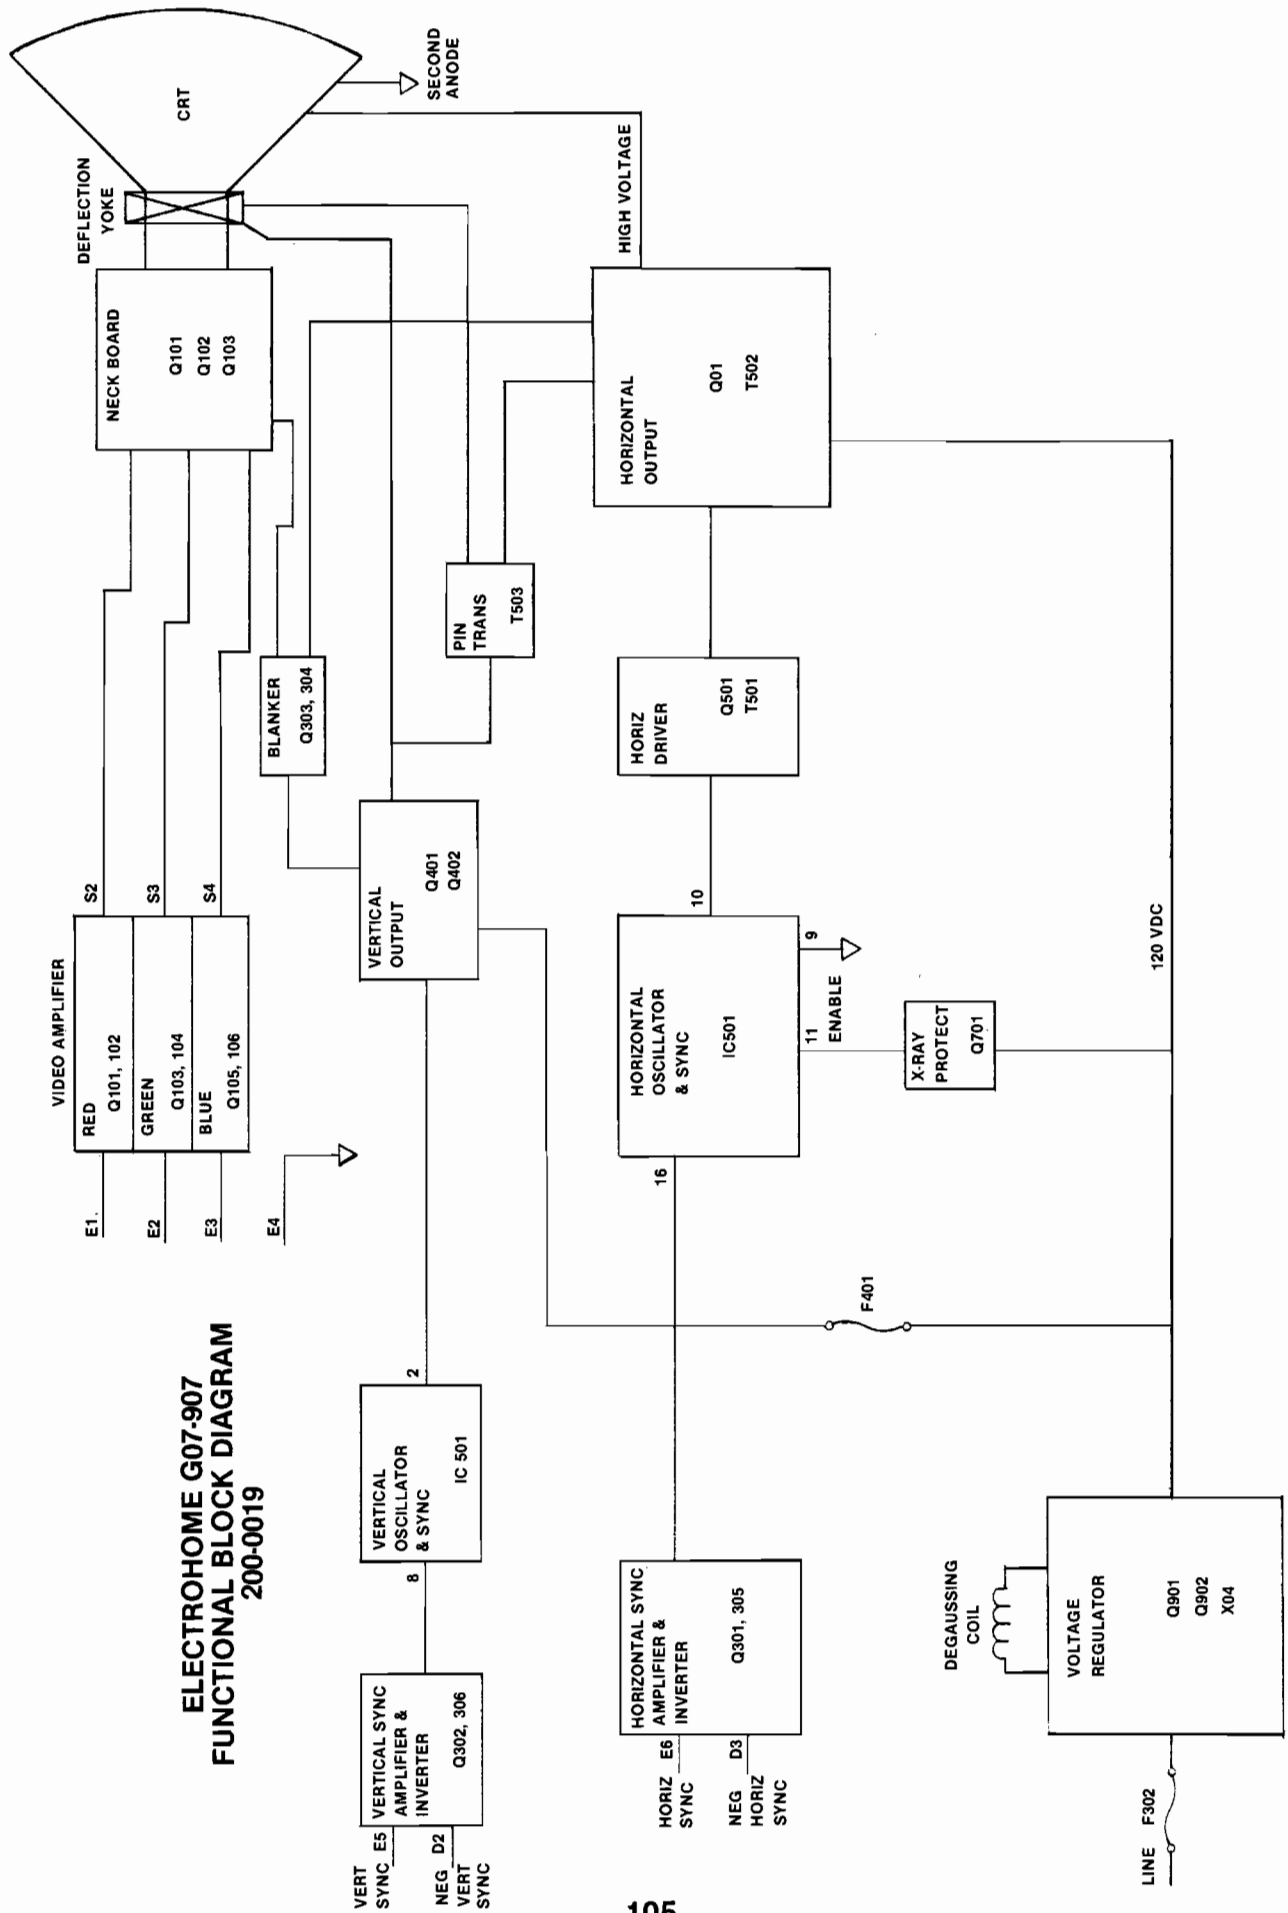 ELECTROHOME G07-907
FUNCTIONAL BLOCK DIAGRAM
200-0019
VIDEO AMPLIFIER
E1.
RED
Q101, 102
S2
E2
GREEN
Q103, 104
S3
E3
BLUE
Q105, 106
S4
E4
NECK BOARD
Q101
Q102
Q103
DEFLECTION
YOKE
CRT
SECOND
ANODE
BLANKER
Q303, 304
VERT
SYNC
E5
NEG
VERT
SYNC
D2
VERTICAL SYNC
AMPLIFIER &
INVERTER
Q302, 306
8
VERTICAL
OSCILLATOR
& SYNC
IC 501
2
VERTICAL
OUTPUT
Q401
Q402
PIN
TRANS
T503
HIGH VOLTAGE
HORIZ
SYNC
E6
NEG
HORIZ
SYNC
D3
HORIZONTAL SYNC
AMPLIFIER &
INVERTER
Q301, 305
16
HORIZONTAL
OSCILLATOR
& SYNC
IC501
10
9
11
ENABLE
HORIZ
DRIVER
Q501
T501
HORIZONTAL
OUTPUT
Q01
T502
F401
X-RAY
PROTECT
Q701
DEGAUSSING
COIL
LINE
F302
VOLTAGE
REGULATOR
Q901
Q902
X04
120 VDC